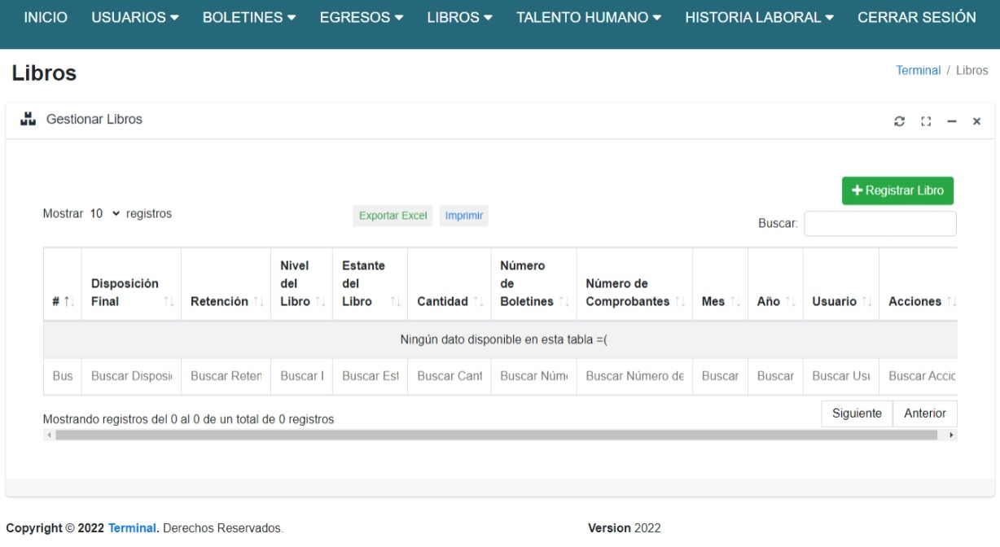 INICIO USUARIOS BOLETINES EGRESOS LIBROS TALENTO HUMANO HISTORIA LABORAL CERRAR SESIÓN
Libros
Terminal / Libros
Gestionar Libros
Registrar Libro
Mostrar 10 registros
Exportar Excel Imprimir
Buscar:
# Disposición Final Retención Nivel del Libro Estante del Libro Cantidad Número de Boletines Número de Comprobantes Mes Año Usuario Acciones
Ningún dato disponible en esta tabla =(
Bus Buscar Disposi Buscar Reten Buscar Buscar Est Buscar Cant Buscar Núm Buscar Número de Buscar Buscar Buscar Usu Buscar Accic
Siguiente Anterior
Mostrando registros del 0 al 0 de un total de 0 registros
Copyright © 2022 Terminal. Derechos Reservados.
Version 2022